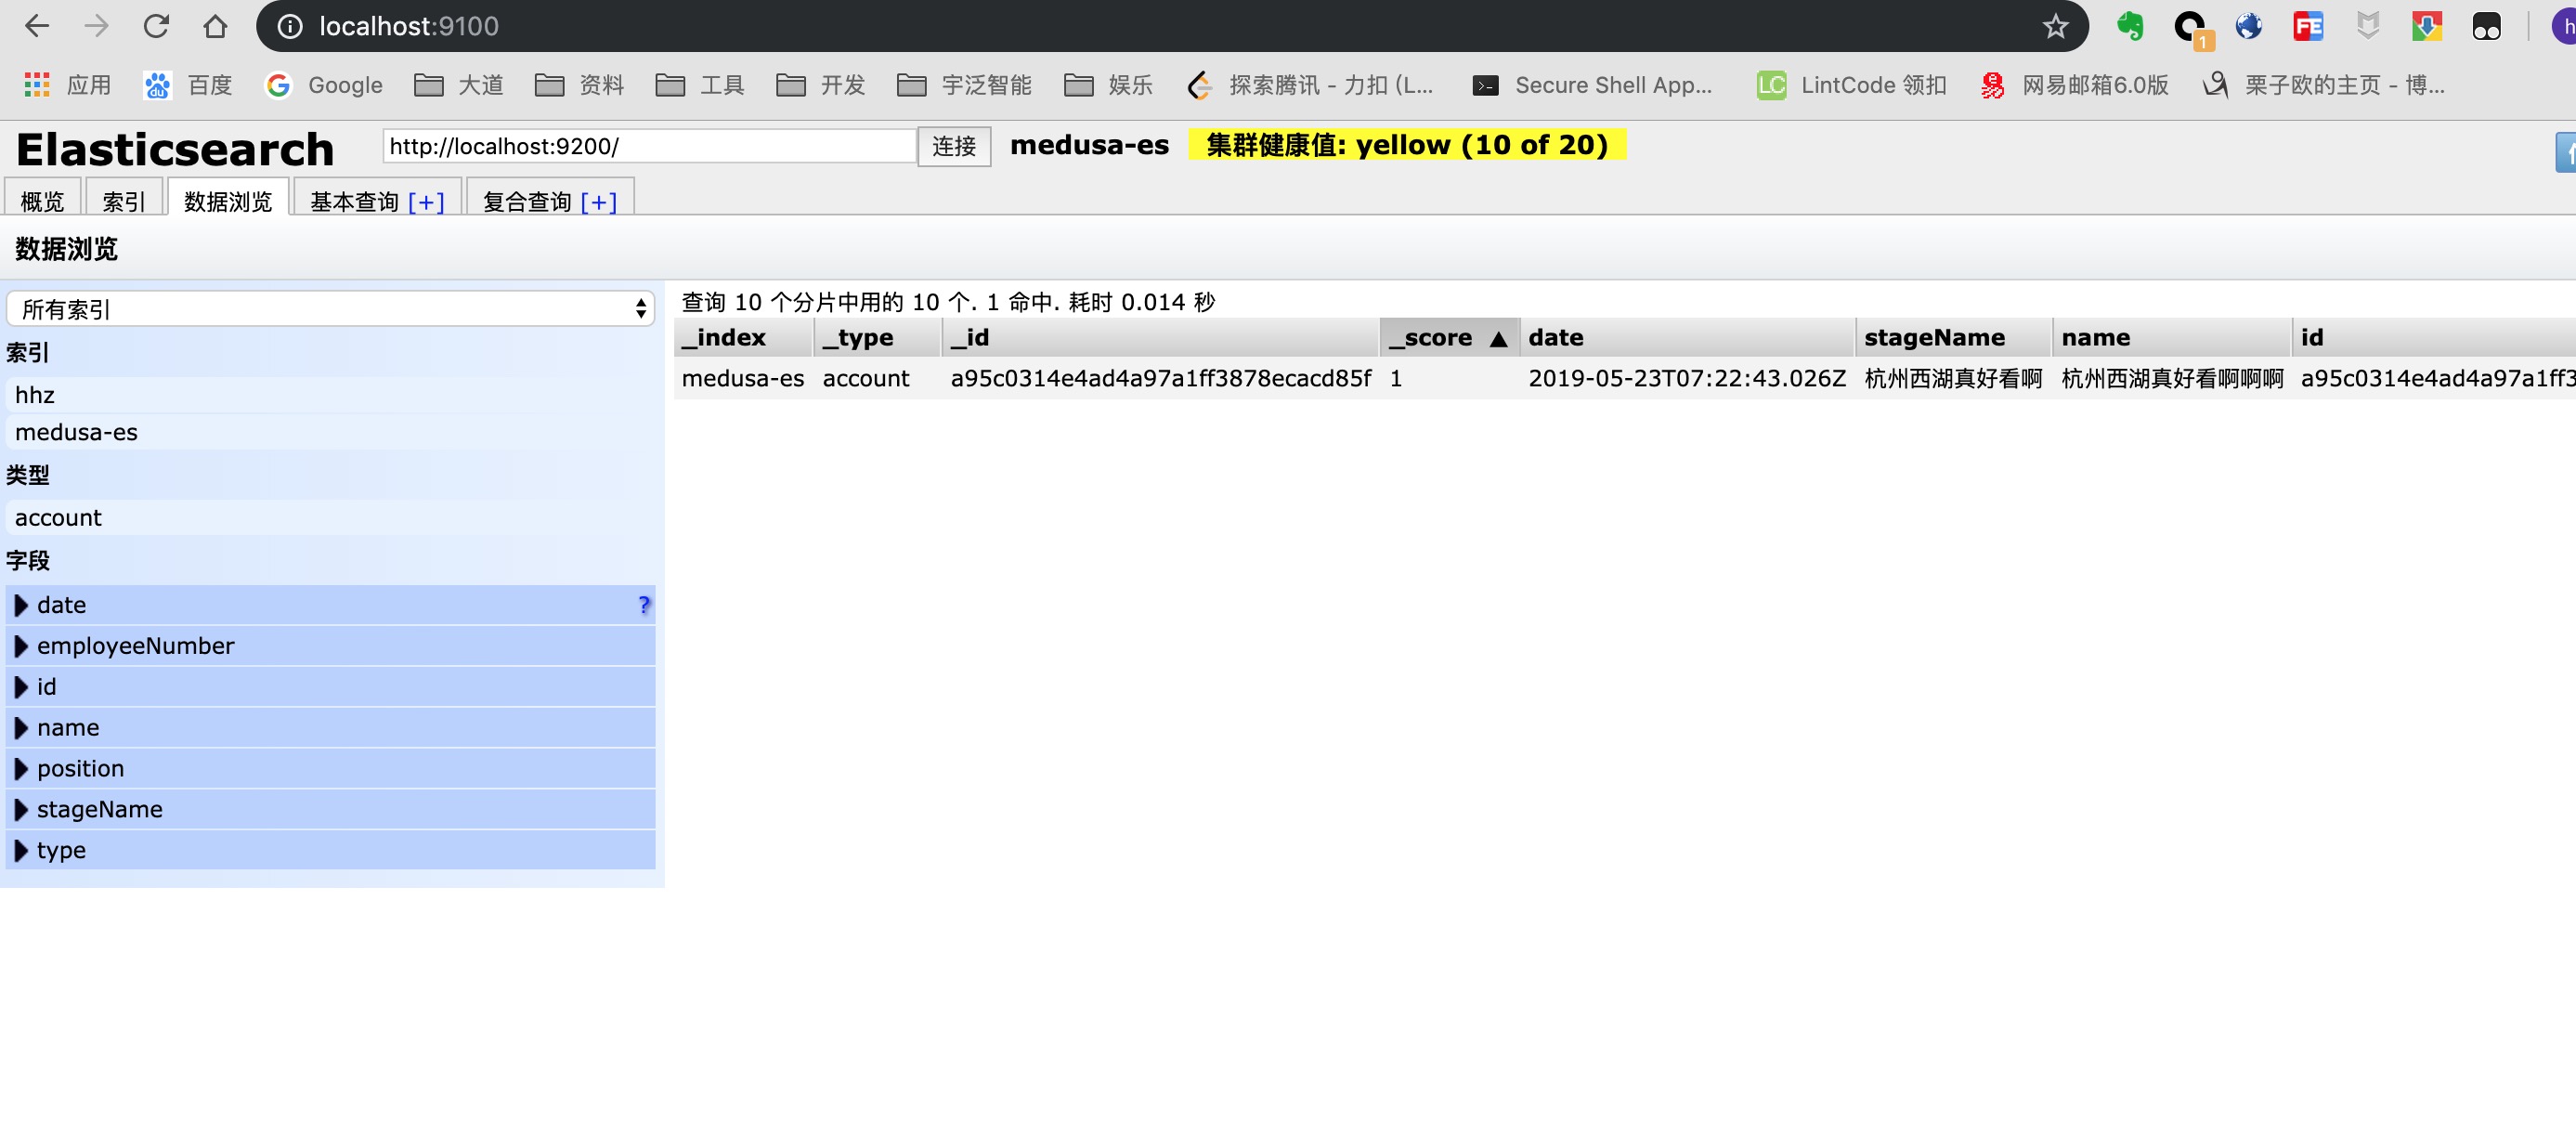 localhost:9100
1
FE
h
应用 百度 Google 大道 资料 工具 开发 宇泛智能 娱乐 探索腾讯 - 力扣 (L... Secure Shell App... LC LintCode 领扣 网易邮箱6.0版 栗子欧的主页 - 博...
Elasticsearch http://localhost:9200/ 连接 medusa-es 集群健康值: yellow (10 of 20)
概览 索引 数据浏览 基本查询 [+] 复合查询 [+]
数据浏览
所有索引
索引
hhz
medusa-es
类型
account
字段
date ?
employeeNumber
id
name
position
stageName
type
查询 10 个分片中用的 10 个. 1 命中. 耗时 0.014 秒
_index _type _id _score ▲ date stageName name id
medusa-es account a95c0314e4ad4a97a1ff3878ecacd85f 1 2019-05-23T07:22:43.026Z 杭州西湖真好看啊 杭州西湖真好看啊啊啊 a95c0314e4ad4a97a1ff3